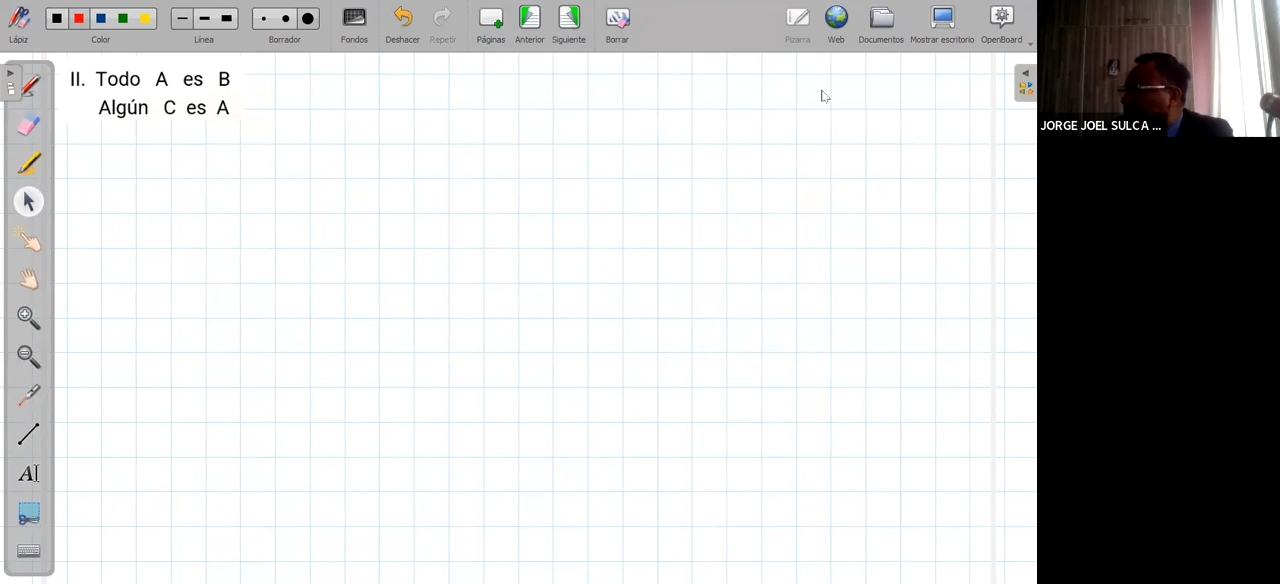 Lápiz
Color
Línea
Borrador
Fondos
Deshacer
Repetir
Páginas
Anterior
Siguiente
Borrar
Pizarra
Web
Documentos
Mostrar escritorio
OpenBoard
II. Todo A es B
Algún C es A
JORGE JOEL SULCA ...